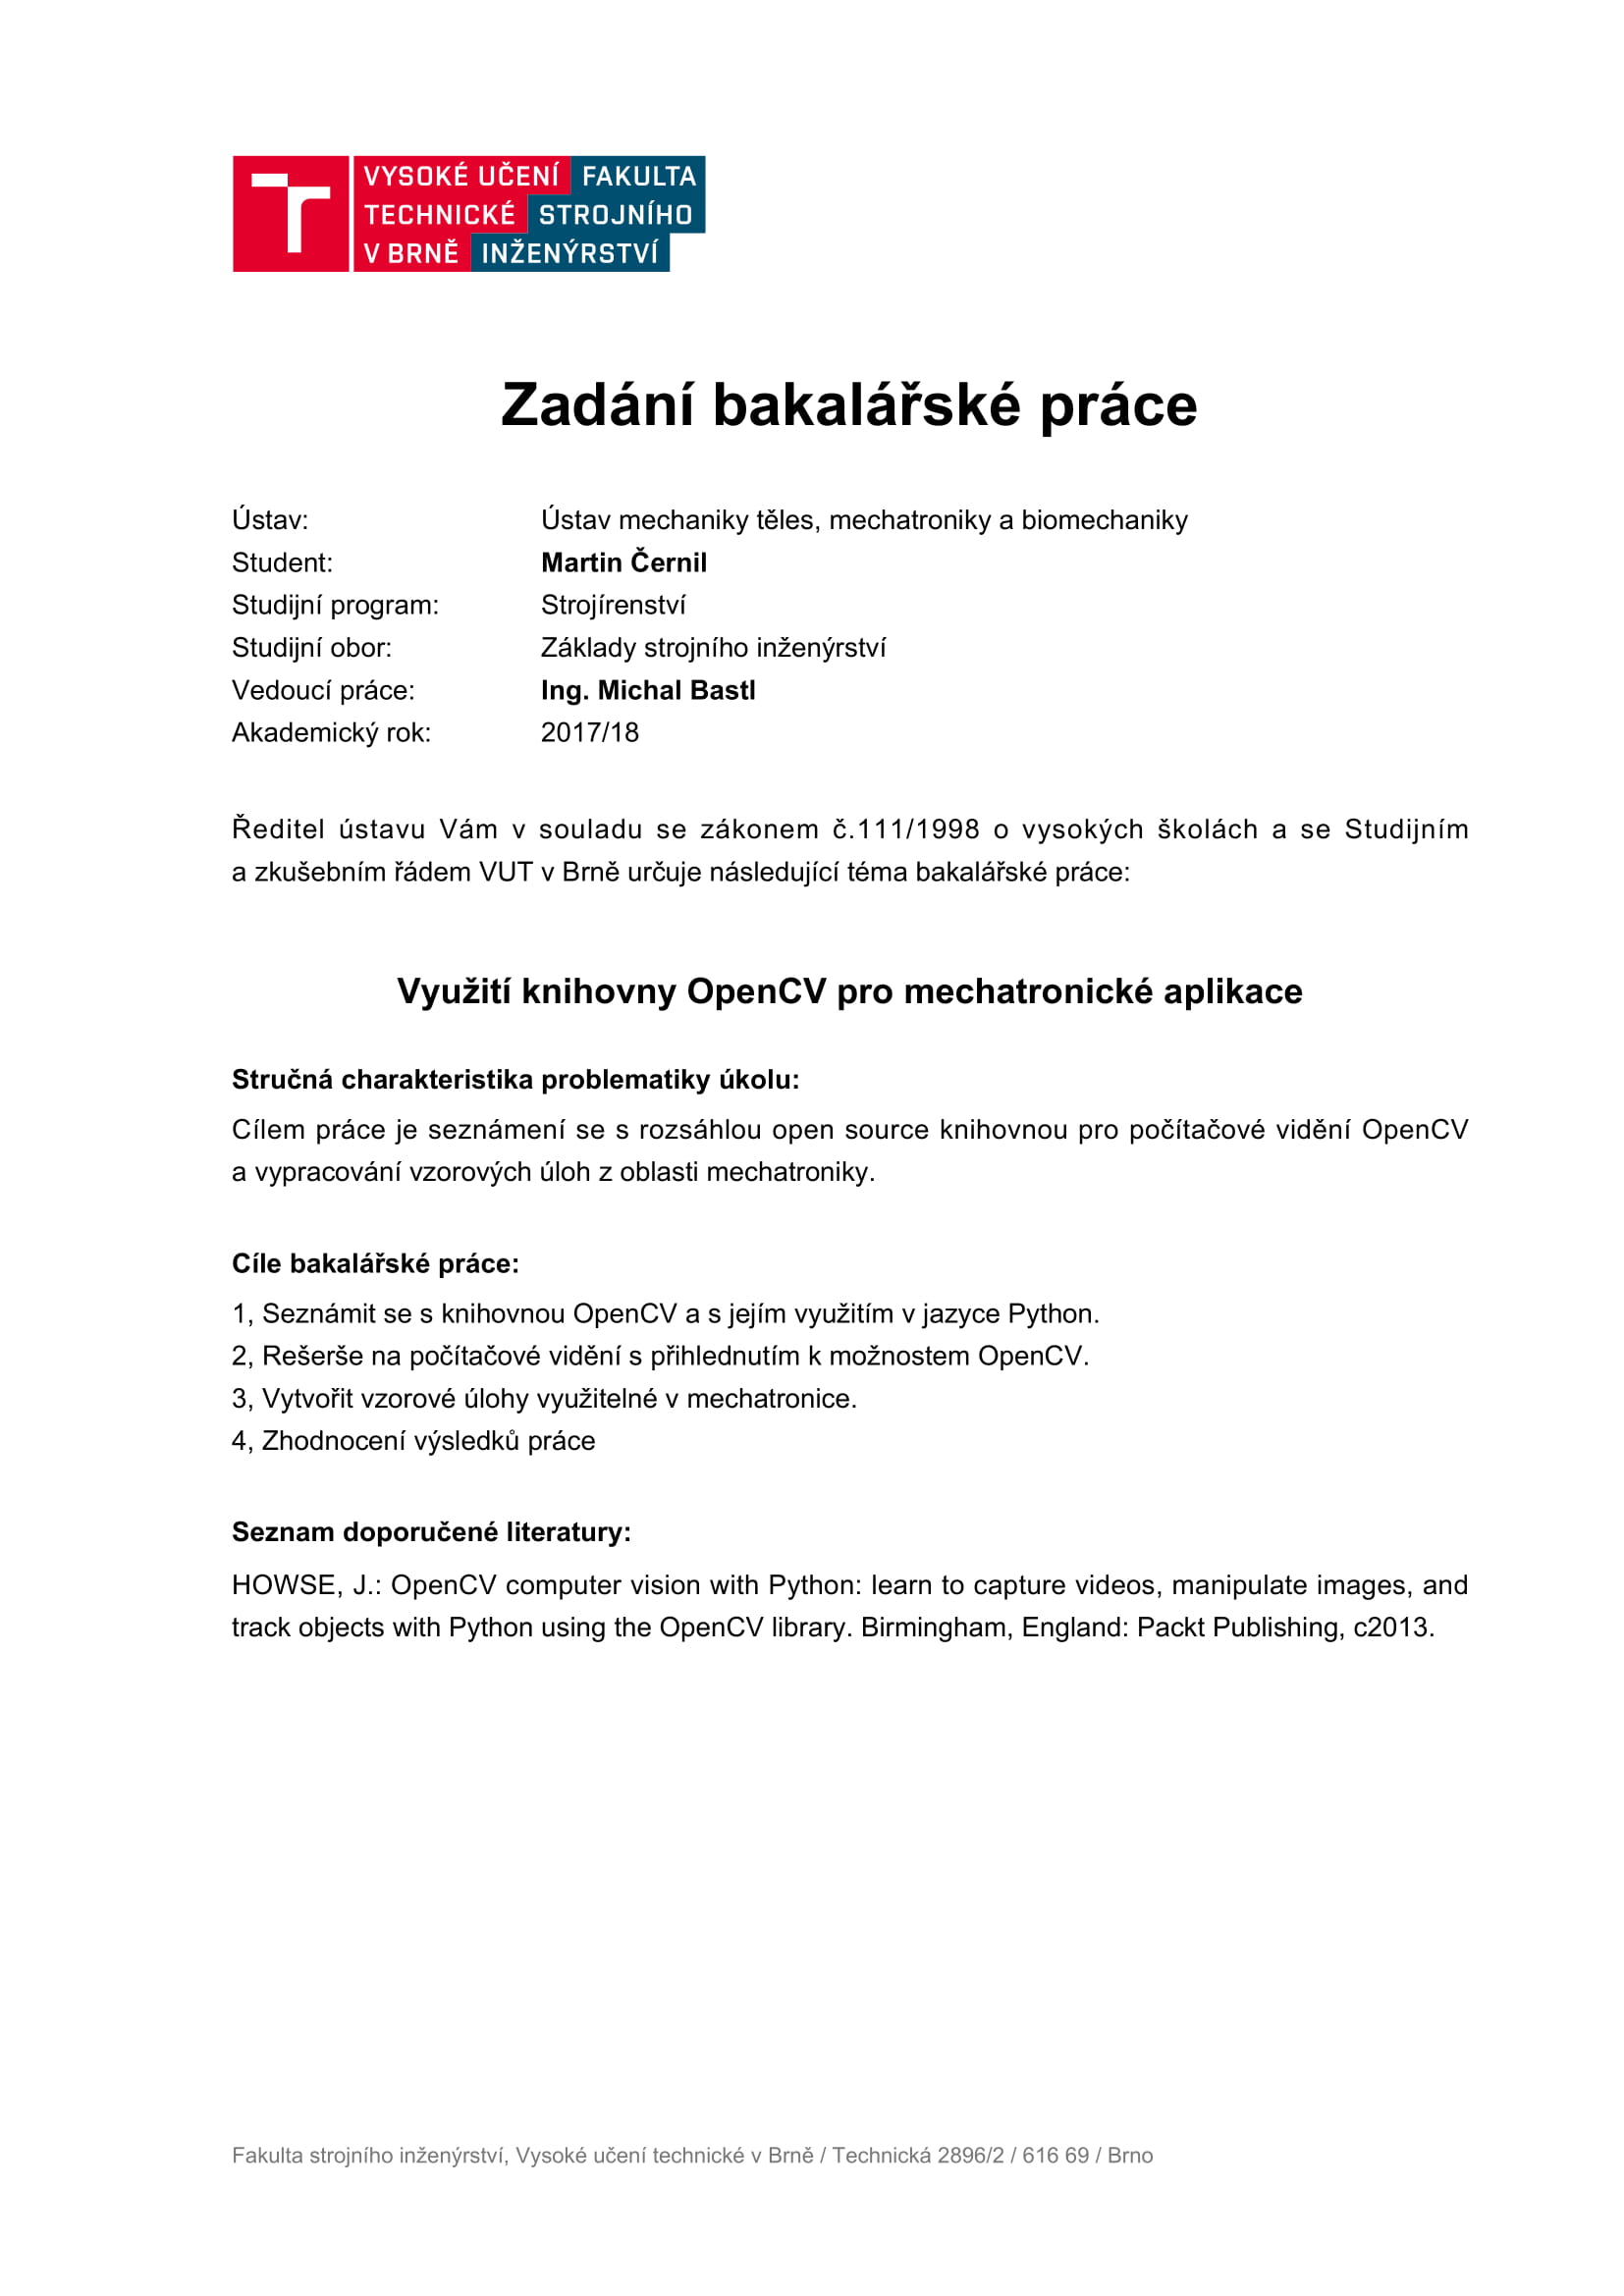 VYSOKÉ UČENÍ FAKULTA
TECHNICKÉ STROJNÍHO
V BRNĚ INŽENÝRSTVÍ
Zadání bakalářské práce
Ústav: Ústav mechaniky těles, mechatroniky a biomechaniky
Student: Martin Černil
Studijní program: Strojírenství
Studijní obor: Základy strojního inženýrství
Vedoucí práce: Ing. Michal Bastl
Akademický rok: 2017/18
Ředitel ústavu Vám v souladu se zákonem č.111/1998 o vysokých školách a se Studijním
a zkušebním řádem VUT v Brně určuje následující téma bakalářské práce:
Využití knihovny OpenCV pro mechatronické aplikace
Stručná charakteristika problematiky úkolu:
Cílem práce je seznámení se s rozsáhlou open source knihovnou pro počítačové vidění OpenCV
a vypracování vzorových úloh z oblasti mechatroniky.
Cíle bakalářské práce:
1, Seznámit se s knihovnou OpenCV a s jejím využitím v jazyce Python.
2, Rešerše na počítačové vidění s přihlednutím k možnostem OpenCV.
3, Vytvořit vzorové úlohy využitelné v mechatronice.
4, Zhodnocení výsledků práce
Seznam doporučené literatury:
HOWSE, J.: OpenCV computer vision with Python: learn to capture videos, manipulate images, and
track objects with Python using the OpenCV library. Birmingham, England: Packt Publishing, c2013.
Fakulta strojního inženýrství, Vysoké učení technické v Brně / Technická 2896/2 / 616 69 / Brno